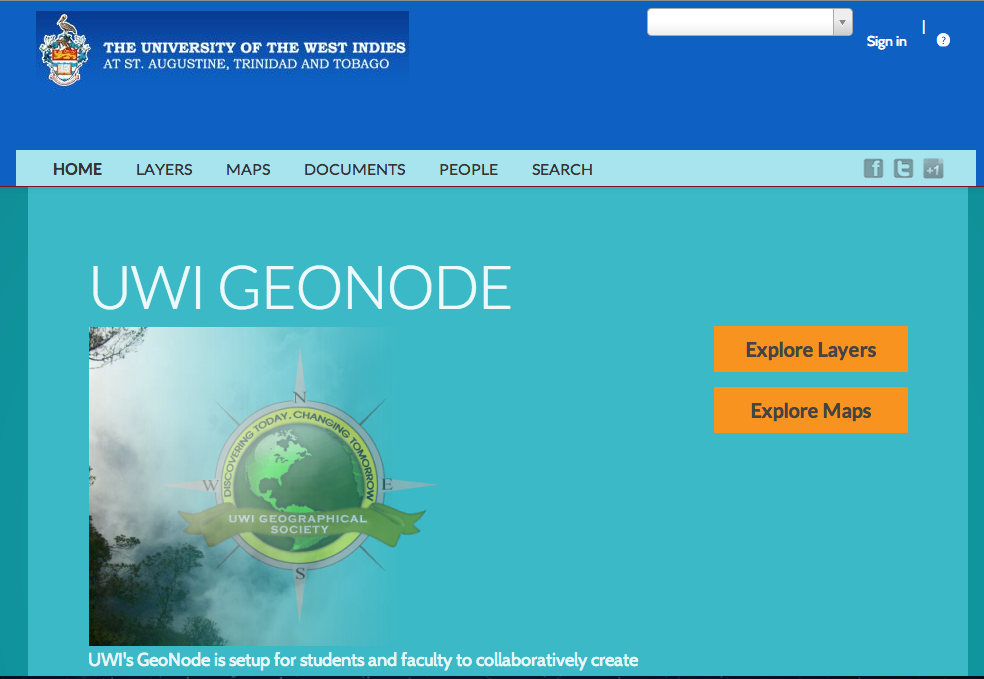 THE UNIVERSITY OF THE WEST INDIES
AT ST. AUGUSTINE, TRINIDAD AND TOBAGO
Sign in | ?
HOME LAYERS MAPS DOCUMENTS PEOPLE SEARCH f t +1
UWI GEONODE
Explore Layers
Explore Maps
N
DISCOVERING TODAY, CHANGING TOMORROW
W E
UWI GEOGRAPHICAL
SOCIETY
S
UWI's GeoNode is setup for students and faculty to collaboratively create